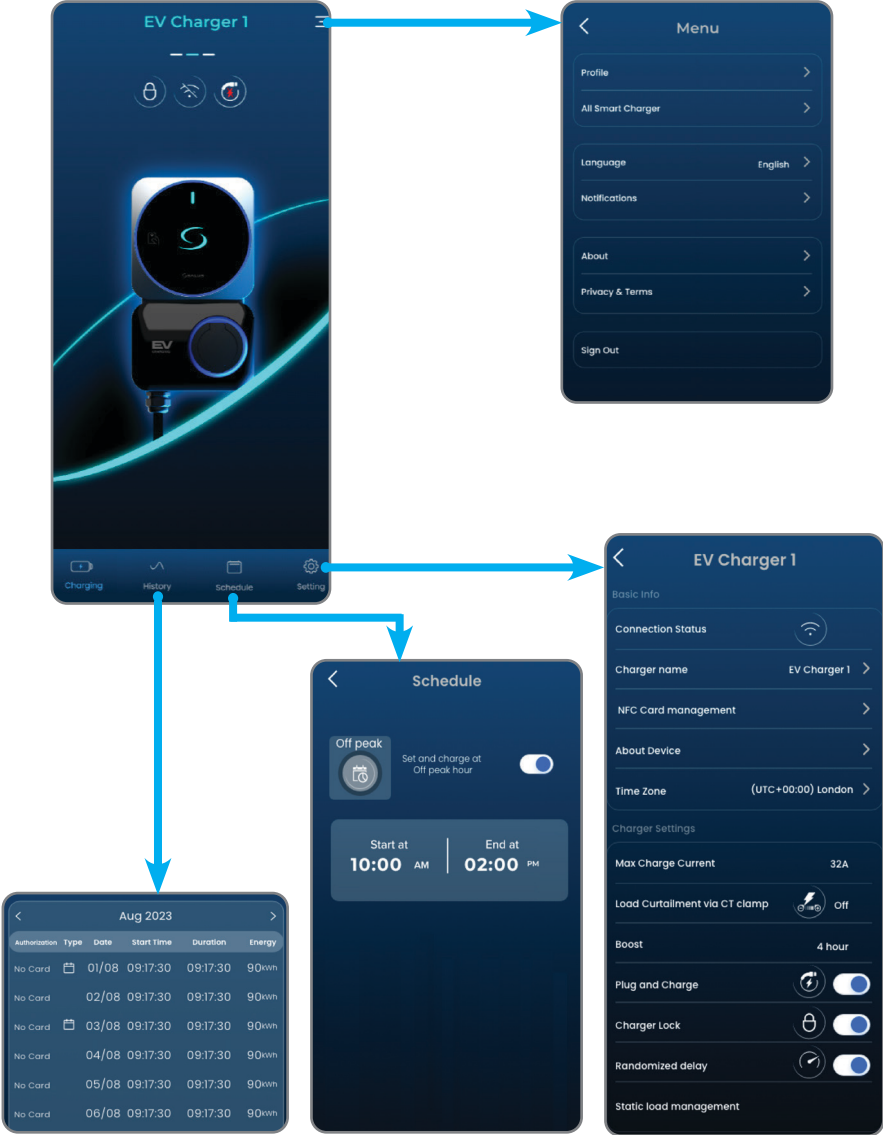 EV Charger 1
EV
Charging
History
Schedule
Setting
Menu
Profile
All Smart Charger
Language English
Notifications
About
Privacy & Terms
Sign Out
EV Charger 1
Basic Info
Connection Status
Charger name EV Charger 1
NFC Card management
About Device
Time Zone (UTC+00:00) London
Charger Settings
Max Charge Current 32A
Load Curtailment via CT clamp Off
Boost 4 hour
Plug and Charge
Charger Lock
Randomized delay
Static load management
Schedule
Off peak
Set and charge at
Off peak hour
Start at End at
10:00 AM 02:00 PM
Aug 2023
Authorization Type Date Start Time Duration Energy
No Card 01/08 09:17:30 09:17:30 90kWh
No Card 02/08 09:17:30 09:17:30 90kWh
No Card 03/08 09:17:30 09:17:30 90kWh
No Card 04/08 09:17:30 09:17:30 90kWh
No Card 05/08 09:17:30 09:17:30 90kWh
No Card 06/08 09:17:30 09:17:30 90kWh